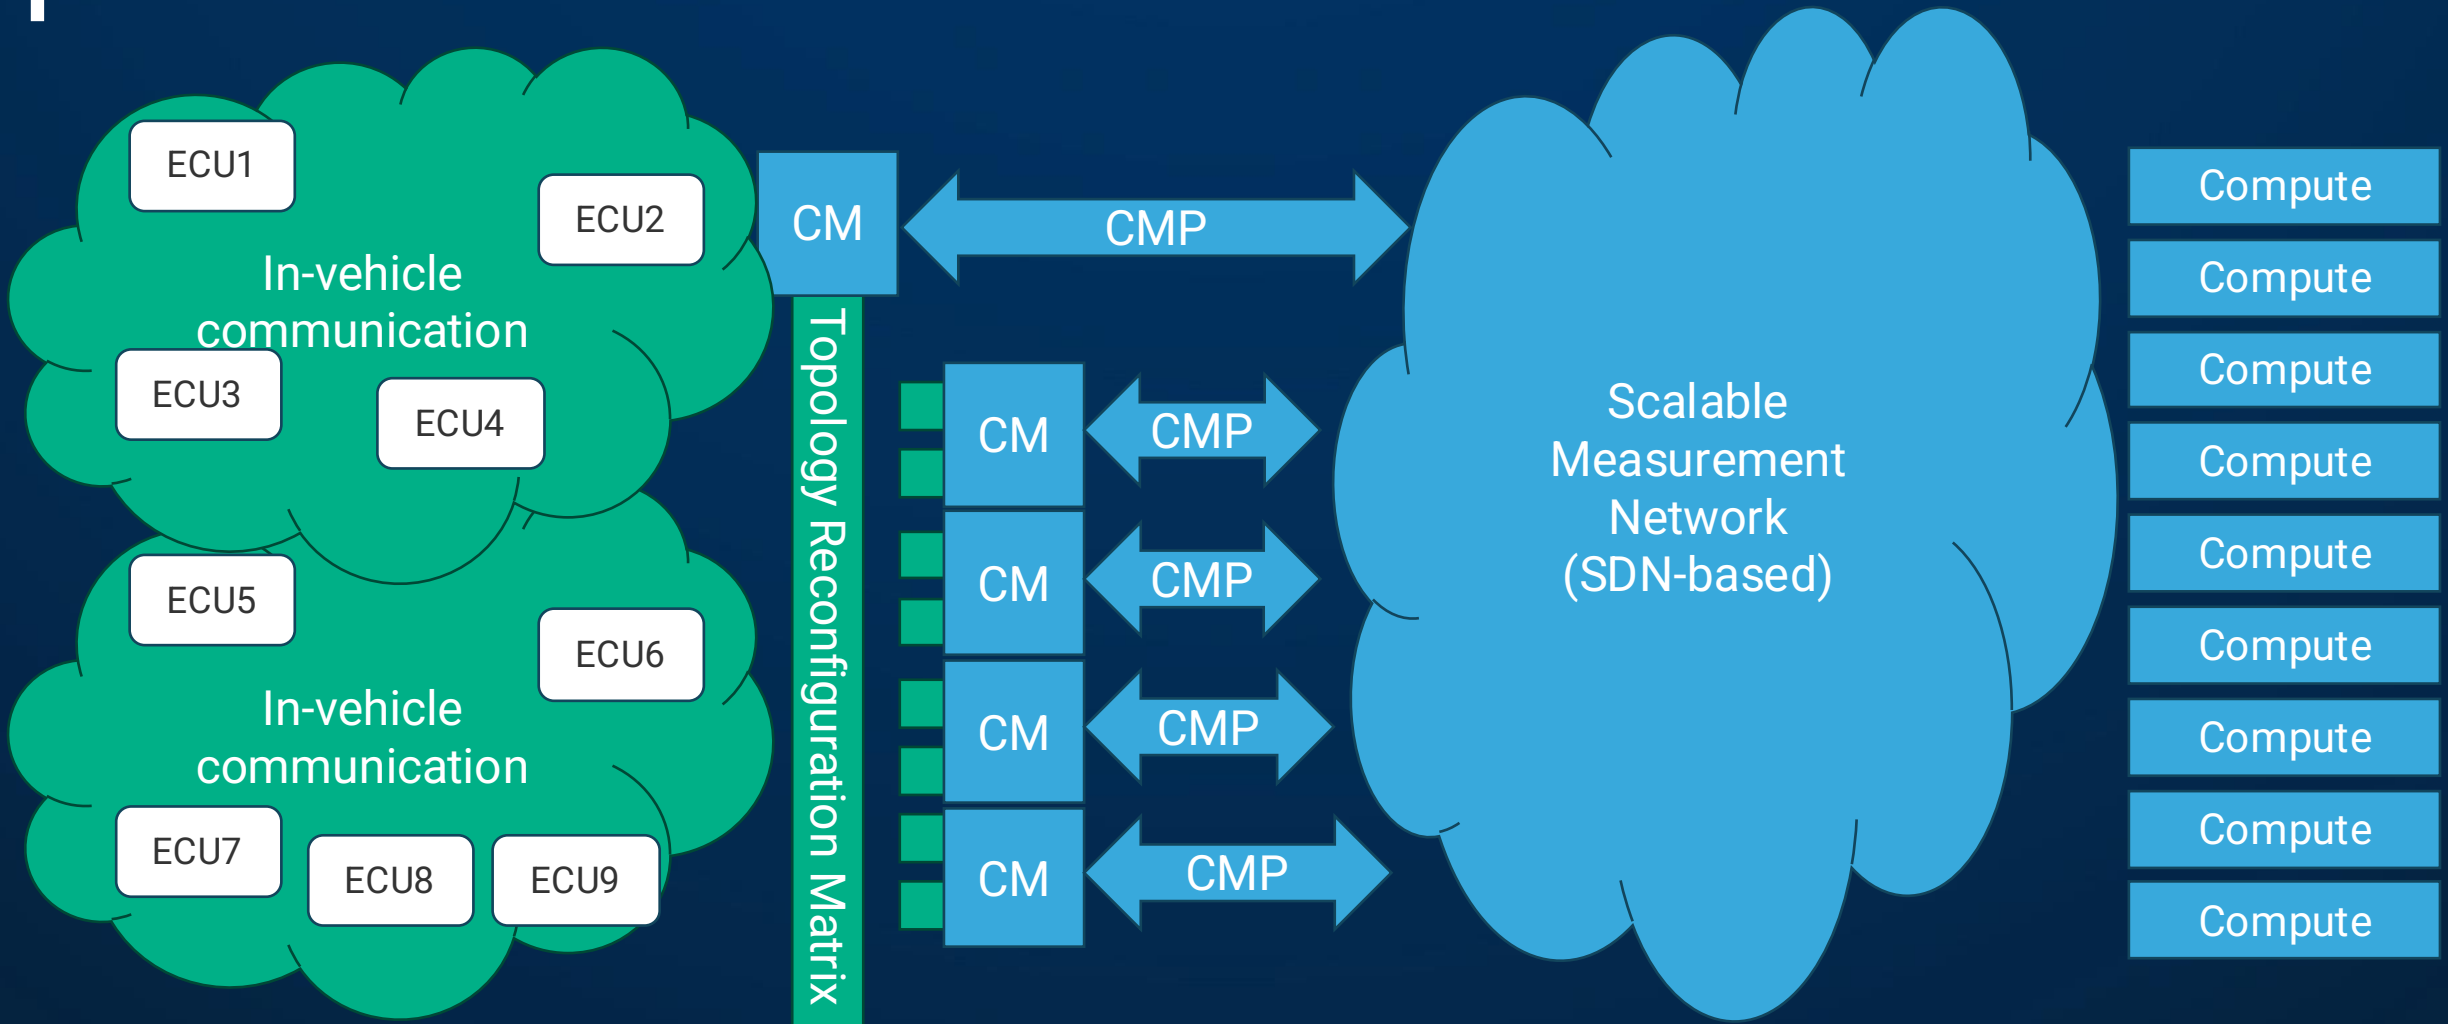 ECU1
ECU2
In-vehicle
communication
ECU3
ECU4
ECU5
ECU6
In-vehicle
communication
ECU7
ECU8
ECU9
CM
CMP
Topology Reconfiguration Matrix
CM
CMP
CM
CMP
CM
CMP
CM
CMP
Scalable
Measurement
Network
(SDN-based)
Compute
Compute
Compute
Compute
Compute
Compute
Compute
Compute
Compute